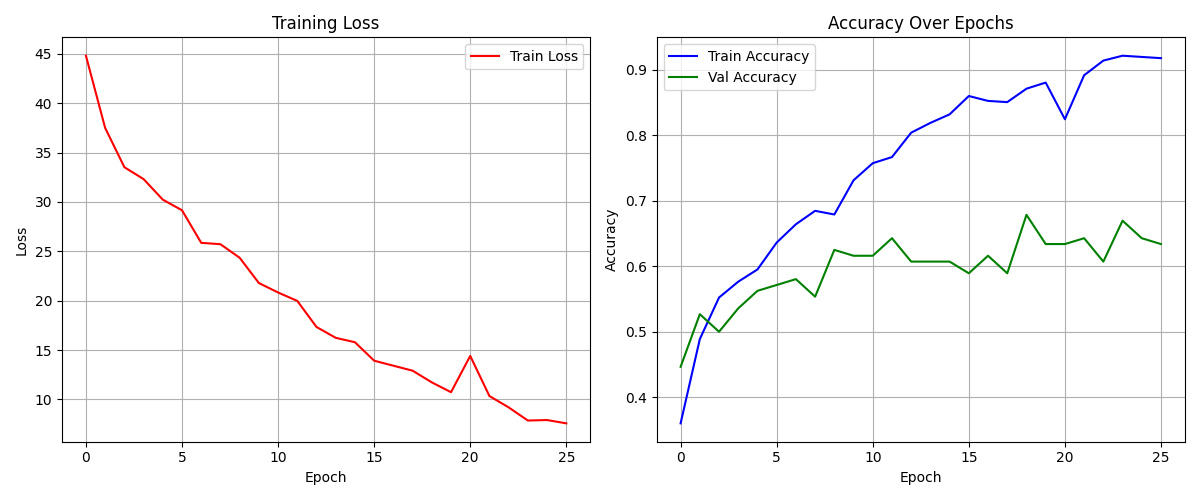 Training Loss
Train Loss
45
40
35
30
25
20
15
10
Loss
0 5 10 15 20 25
Epoch
Accuracy Over Epochs
Train Accuracy
Val Accuracy
0.9
0.8
0.7
0.6
0.5
0.4
Accuracy
0 5 10 15 20 25
Epoch